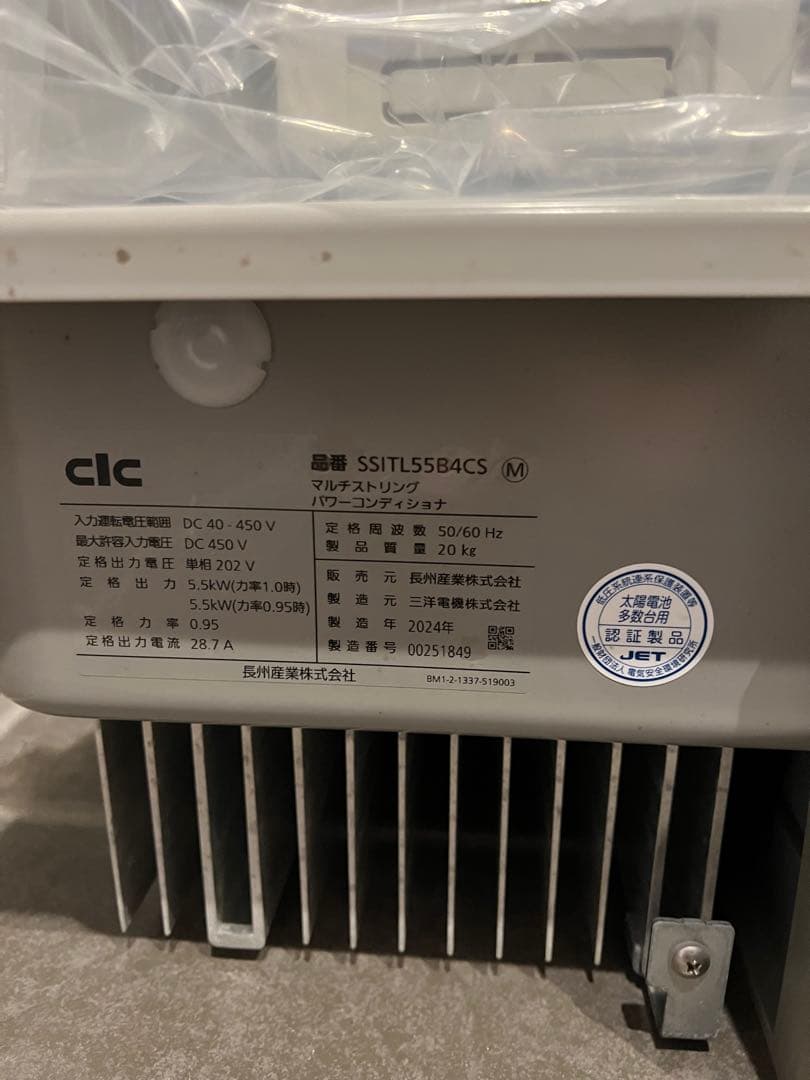 CIC
品番 SSITL55B4CS M
マルチストリング
パワーコンディショナ
入力運転電圧範囲 DC 40 - 450 V
最大許容入力電圧 DC 450 V
定格出力電圧 単相 202 V
定格出力 5.5kW(力率1.0時)
5.5kW(力率0.95時)
定格力率 0.95
定格出力電流 28.7 A
定格周波数 50/60 Hz
製品質量 20 kg
販売元 長州産業株式会社
製造元 三洋電機株式会社
製造年 2024年
製造番号 00251849
長州産業株式会社
BM1-2-1337-519003
低圧系統連系保護装置等
太陽電池
多数台用
認証製品
JET
一般財団法人 電気安全環境研究所